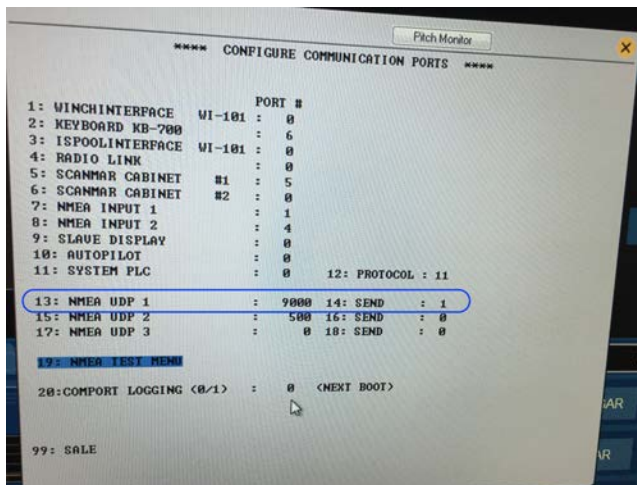 Pitch Monitor
**** CONFIGURE COMMUNICATION PORTS ****
PORT #
1: WINCHINTERFACE WI-101 : 0
2: KEYBOARD KB-700 : 6
3: ISPOOLINTERFACE WI-101 : 0
4: RADIO LINK : 0
5: SCANMAR CABINET #1 : 5
6: SCANMAR CABINET #2 : 0
7: NMEA INPUT 1 : 1
8: NMEA INPUT 2 : 4
9: SLAVE DISPLAY : 0
10: AUTOPILOT : 0
11: SYSTEM PLC : 0 12: PROTOCOL : 11
13: NMEA UDP 1 : 9000 14: SEND : 1
15: NMEA UDP 2 : 500 16: SEND : 0
17: NMEA UDP 3 : 0 18: SEND : 0
19: NMEA TEST MENU
20:COMPORT LOGGING (0/1) : 0 (NEXT BOOT)
99: SALE
AR